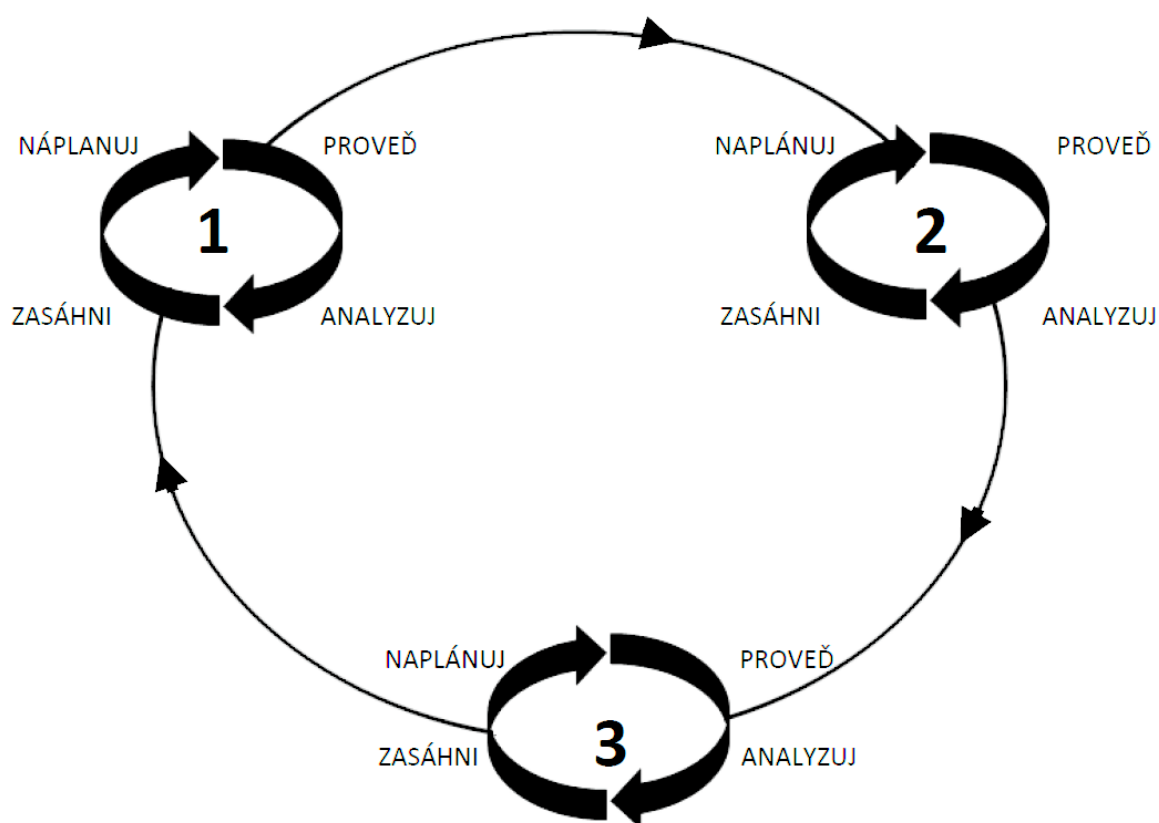 NÁPLANUJ PROVEĎ
1
ZASÁHNI ANALYZUJ
NAPLÁNUJ PROVEĎ
2
ZASÁHNI ANALYZUJ
NAPLÁNUJ PROVEĎ
3
ZASÁHNI ANALYZUJ